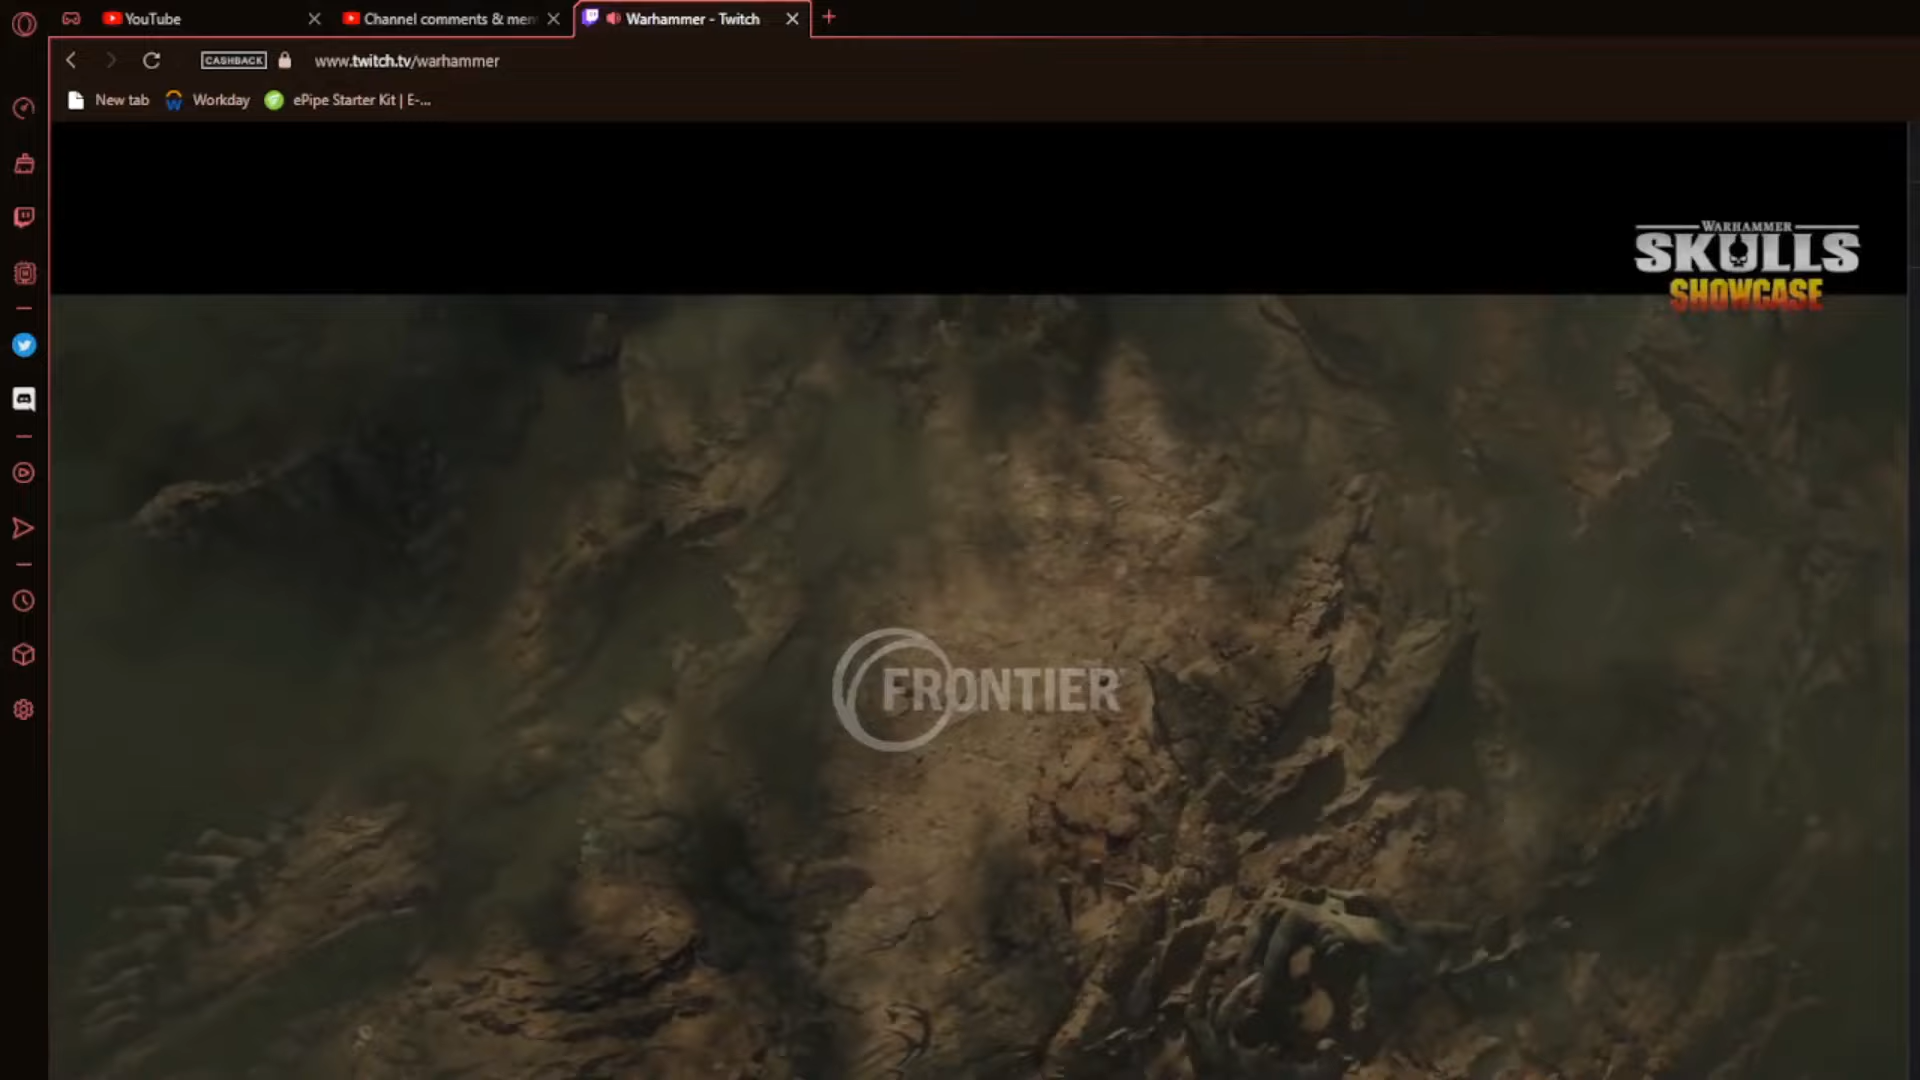 YouTube
Channel comments & men
Warhammer - Twitch
CASHBACK
www.twitch.tv/warhammer
New tab
Workday
ePipe Starter Kit | E-...
WARHAMMER
SKULLS
SHOWCASE
FRONTIER